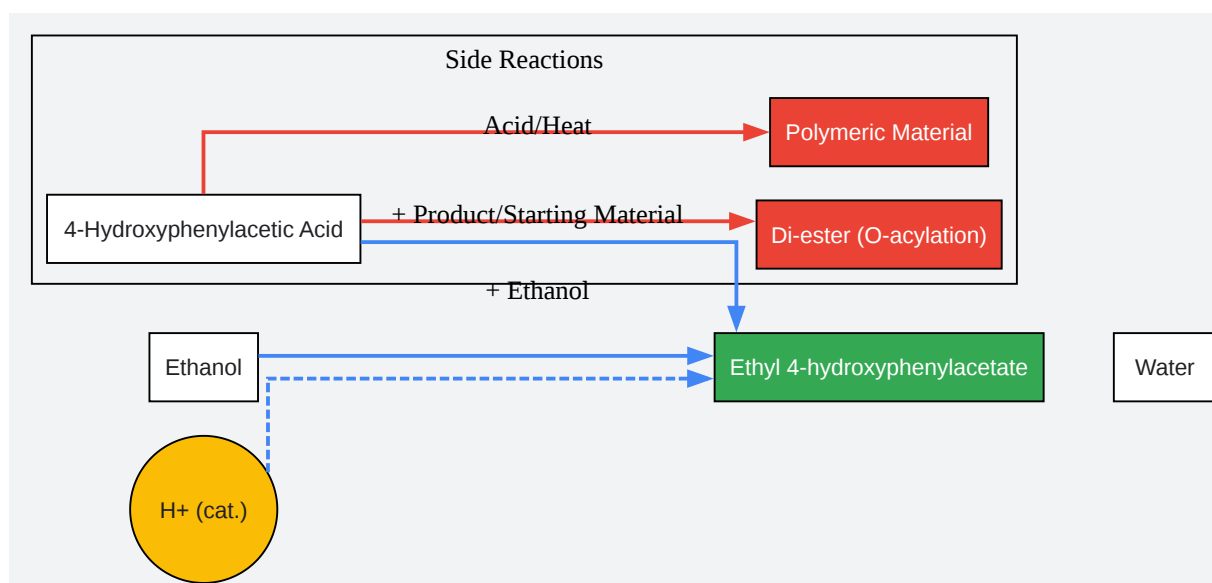 Side Reactions
Acid/Heat
Polymeric Material
4-Hydroxyphenylacetic Acid
+ Product/Starting Material
Di-ester (O-acylation)
+ Ethanol
Ethanol
Ethyl 4-hydroxyphenylacetate
Water
H+ (cat.)